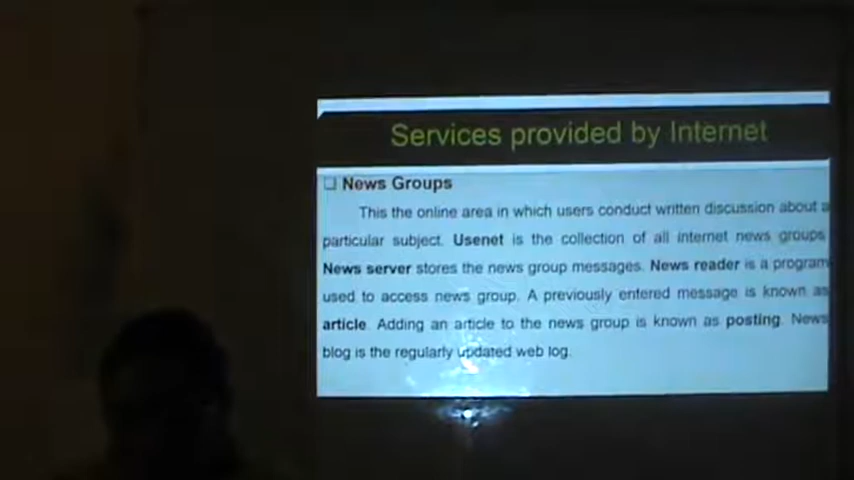 Services provided by Internet
❑ News Groups
This the online area in which users conduct written discussion about a
particular subject. Usenet is the collection of all internet news groups
News server stores the news group messages. News reader is a program
used to access news group. A previously entered message is known as
article. Adding an article to the news group is known as posting. News
blog is the regularly updated web log.